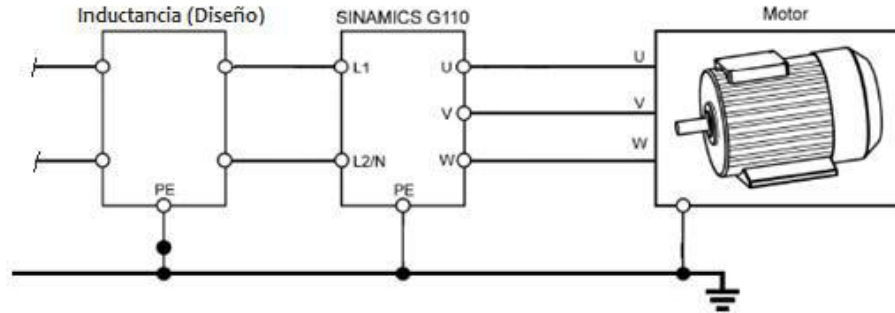 Inductancia (Diseño)
SINAMICS G110
Motor
L1
U
U
V
V
L2/N
W
W
PE
PE